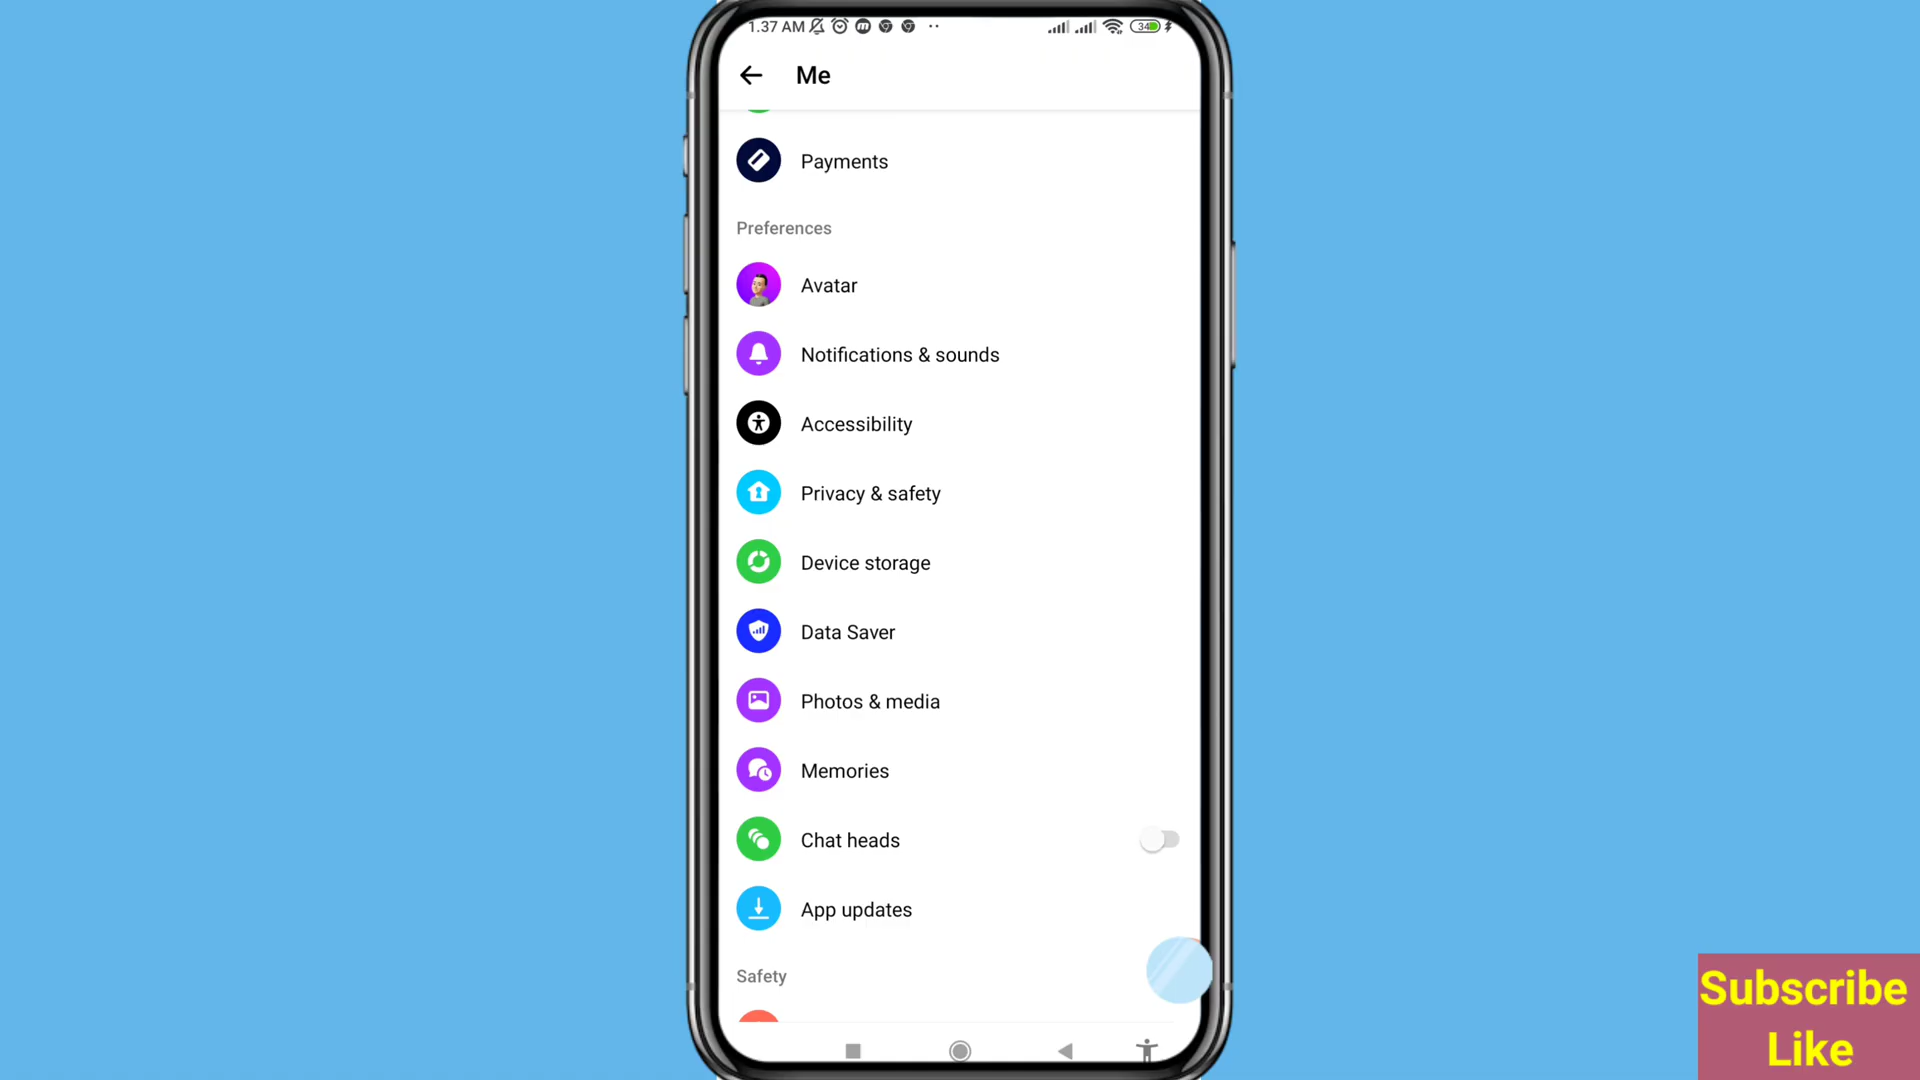 1.37 AM
34
Me
Payments
Preferences
Avatar
Notifications & sounds
Accessibility
Privacy & safety
Device storage
Data Saver
Photos & media
Memories
Chat heads
App updates
Safety
Subscribe
Like